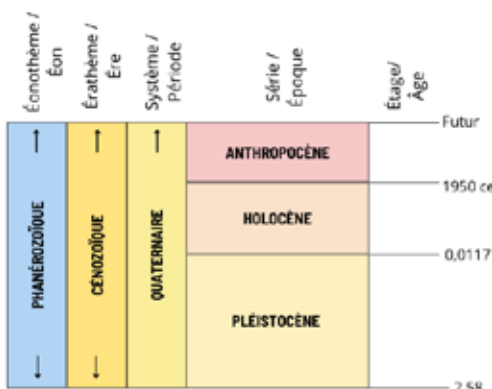 Éonothème /
Éon
Érathème /
Ère
Système /
Période
Série /
Époque
Étage/
Âge
Futur
ANTHROPOCÈNE
1950 ce
HOLOCÈNE
0,0117
PHANÉROZOÏQUE
CÉNOZOÏQUE
QUATERNAIRE
PLÉISTOCÈNE
2,58